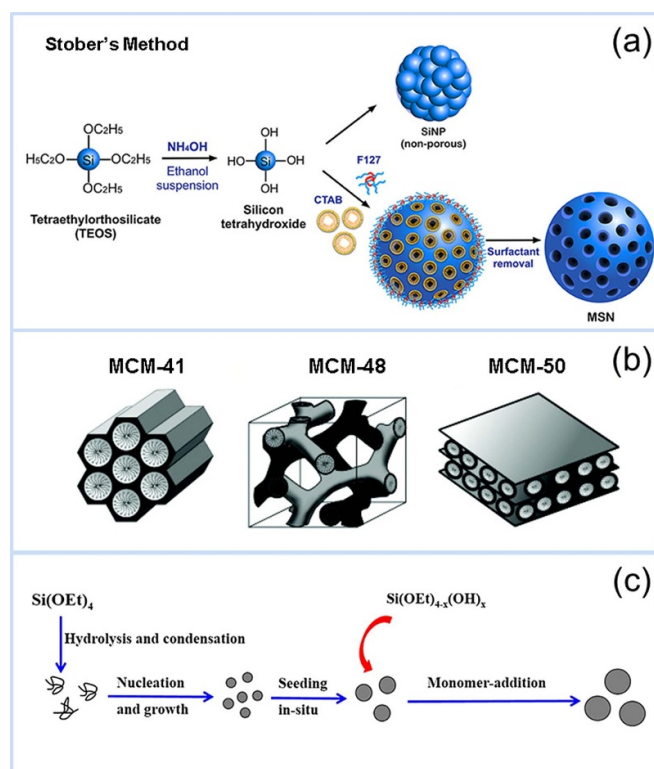 Stober's Method
(a)
OC₂H₅
H₅C₂O
Si
OC₂H₅
OC₂H₅
NH₄OH
Ethanol
suspension
OH
HO
Si
OH
OH
Tetraethylorthosilicate
(TEOS)
Silicon
tetrahydroxide
SiNP
(non-porous)
F127
CTAB
Surfactant
removal
MSN
(b)
MCM-41
MCM-48
MCM-50
(c)
Si(OEt)₄
Si(OEt)₄₋ₓ(OH)ₓ
Hydrolysis and condensation
Nucleation
and growth
Seeding
in-situ
Monomer-addition